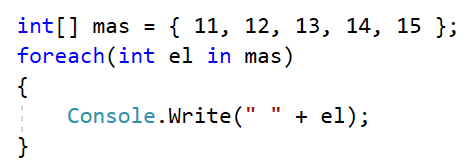 int[] mas = { 11, 12, 13, 14, 15 };
foreach(int el in mas)
{
    Console.Write(" " + el);
}